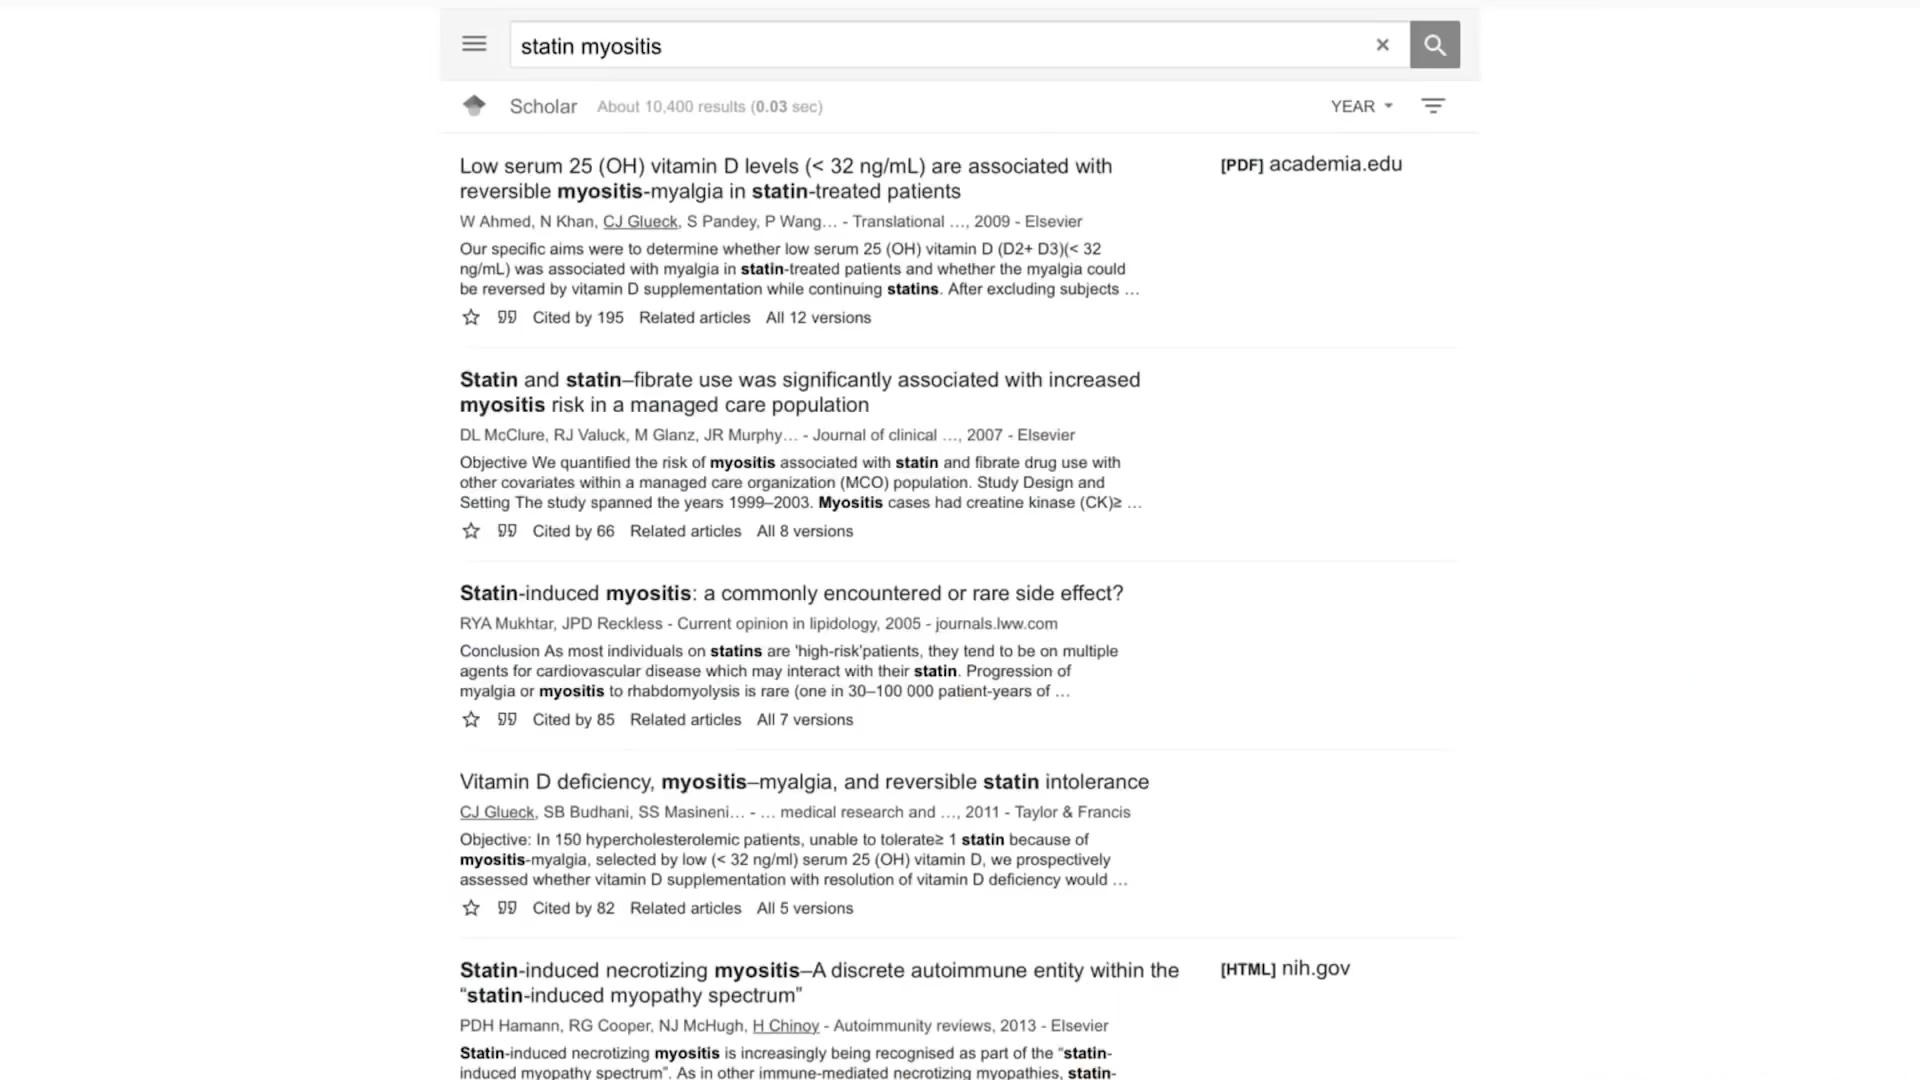 statin myositis
Scholar About 10,400 results (0.03 sec) YEAR
Low serum 25 (OH) vitamin D levels (< 32 ng/mL) are associated with
reversible myositis-myalgia in statin-treated patients
[PDF] academia.edu
W Ahmed, N Khan, CJ Glueck, S Pandey, P Wang… - Translational …, 2009 - Elsevier
Our specific aims were to determine whether low serum 25 (OH) vitamin D (D2+ D3)(< 32
ng/mL) was associated with myalgia in statin-treated patients and whether the myalgia could
be reversed by vitamin D supplementation while continuing statins. After excluding subjects …
Cited by 195 Related articles All 12 versions
Statin and statin–fibrate use was significantly associated with increased
myositis risk in a managed care population
DL McClure, RJ Valuck, M Glanz, JR Murphy… - Journal of clinical …, 2007 - Elsevier
Objective We quantified the risk of myositis associated with statin and fibrate drug use with
other covariates within a managed care organization (MCO) population. Study Design and
Setting The study spanned the years 1999–2003. Myositis cases had creatine kinase (CK)≥ …
Cited by 66 Related articles All 8 versions
Statin-induced myositis: a commonly encountered or rare side effect?
RYA Mukhtar, JPD Reckless - Current opinion in lipidology, 2005 - journals.lww.com
Conclusion As most individuals on statins are 'high-risk'patients, they tend to be on multiple
agents for cardiovascular disease which may interact with their statin. Progression of
myalgia or myositis to rhabdomyolysis is rare (one in 30–100 000 patient-years of …
Cited by 85 Related articles All 7 versions
Vitamin D deficiency, myositis–myalgia, and reversible statin intolerance
CJ Glueck, SB Budhani, SS Masineni… - … medical research and …, 2011 - Taylor & Francis
Objective: In 150 hypercholesterolemic patients, unable to tolerate≥ 1 statin because of
myositis-myalgia, selected by low (< 32 ng/ml) serum 25 (OH) vitamin D, we prospectively
assessed whether vitamin D supplementation with resolution of vitamin D deficiency would …
Cited by 82 Related articles All 5 versions
Statin-induced necrotizing myositis–A discrete autoimmune entity within the
“statin-induced myopathy spectrum”
[HTML] nih.gov
PDH Hamann, RG Cooper, NJ McHugh, H Chinoy - Autoimmunity reviews, 2013 - Elsevier
Statin-induced necrotizing myositis is increasingly being recognised as part of the “statin-
induced myopathy spectrum”. As in other immune-mediated necrotizing myopathies, statin-